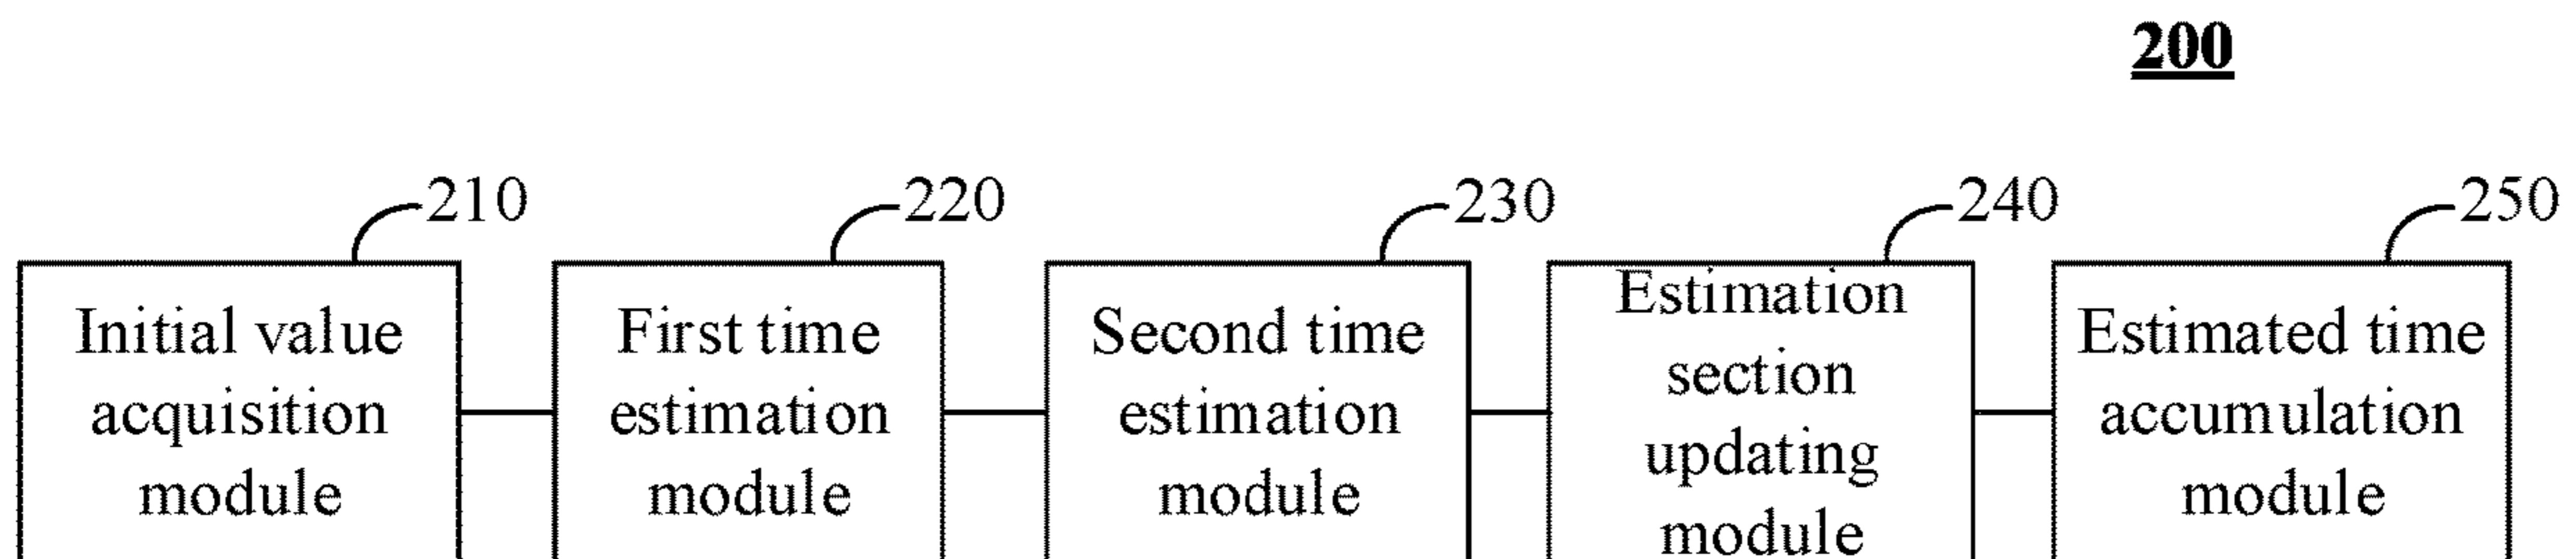 200
210
220
230
240
250
Initial value
acquisition
module
First time
estimation
module
Second time
estimation
module
Estimation
section
updating
module
Estimated time
accumulation
module